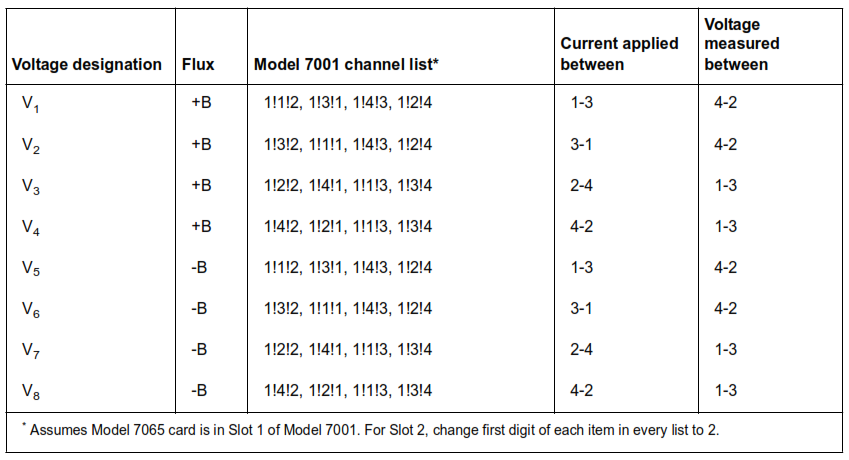 Voltage designation Flux Model 7001 channel list* Current applied between Voltage measured between
V1 +B 1!1!2, 1!3!1, 1!4!3, 1!2!4 1-3 4-2
V2 +B 1!3!2, 1!1!1, 1!4!3, 1!2!4 3-1 4-2
V3 +B 1!2!2, 1!4!1, 1!1!3, 1!3!4 2-4 1-3
V4 +B 1!4!2, 1!2!1, 1!1!3, 1!3!4 4-2 1-3
V5 -B 1!1!2, 1!3!1, 1!4!3, 1!2!4 1-3 4-2
V6 -B 1!3!2, 1!1!1, 1!4!3, 1!2!4 3-1 4-2
V7 -B 1!2!2, 1!4!1, 1!1!3, 1!3!4 2-4 1-3
V8 -B 1!4!2, 1!2!1, 1!1!3, 1!3!4 4-2 1-3
* Assumes Model 7065 card is in Slot 1 of Model 7001. For Slot 2, change first digit of each item in every list to 2.